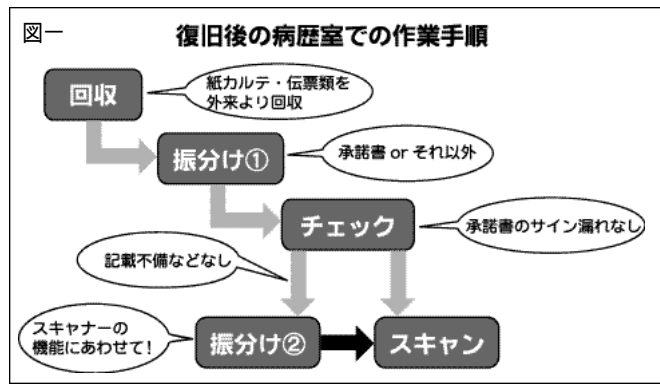 図一
復旧後の病歴室での作業手順
回収
紙カルテ・伝票類を
外来より回収
振分け①
承諾書 or それ以外
チェック
承諾書のサイン漏れなし
記載不備などなし
スキャナーの
機能にあわせて!
振分け②
スキャン